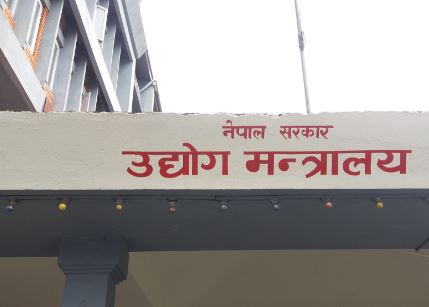 नेपाल सरकार
उद्योग मन्त्रालय